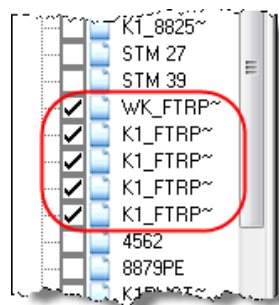 K1_8825~
STM 27
STM 39
WK_FTRP~
K1_FTRP~
K1_FTRP~
K1_FTRP~
K1_FTRP~
4562
8879PE